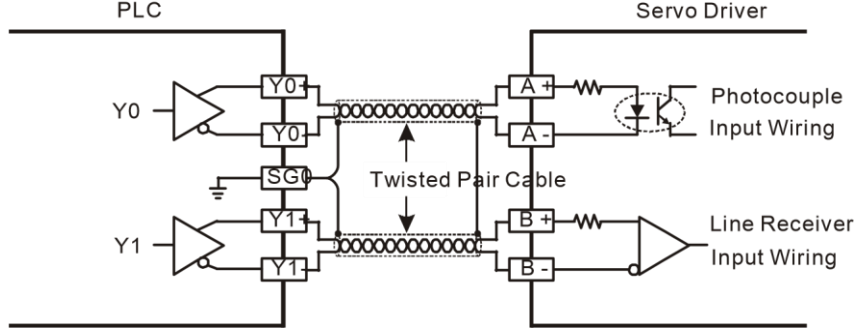 PLC
Servo Driver
Y0
Y0+
Y0-
SG0
Y1
Y1+
Y1-
Twisted Pair Cable
A +
A -
B +
B -
Photocouple
Input Wiring
Line Receiver
Input Wiring